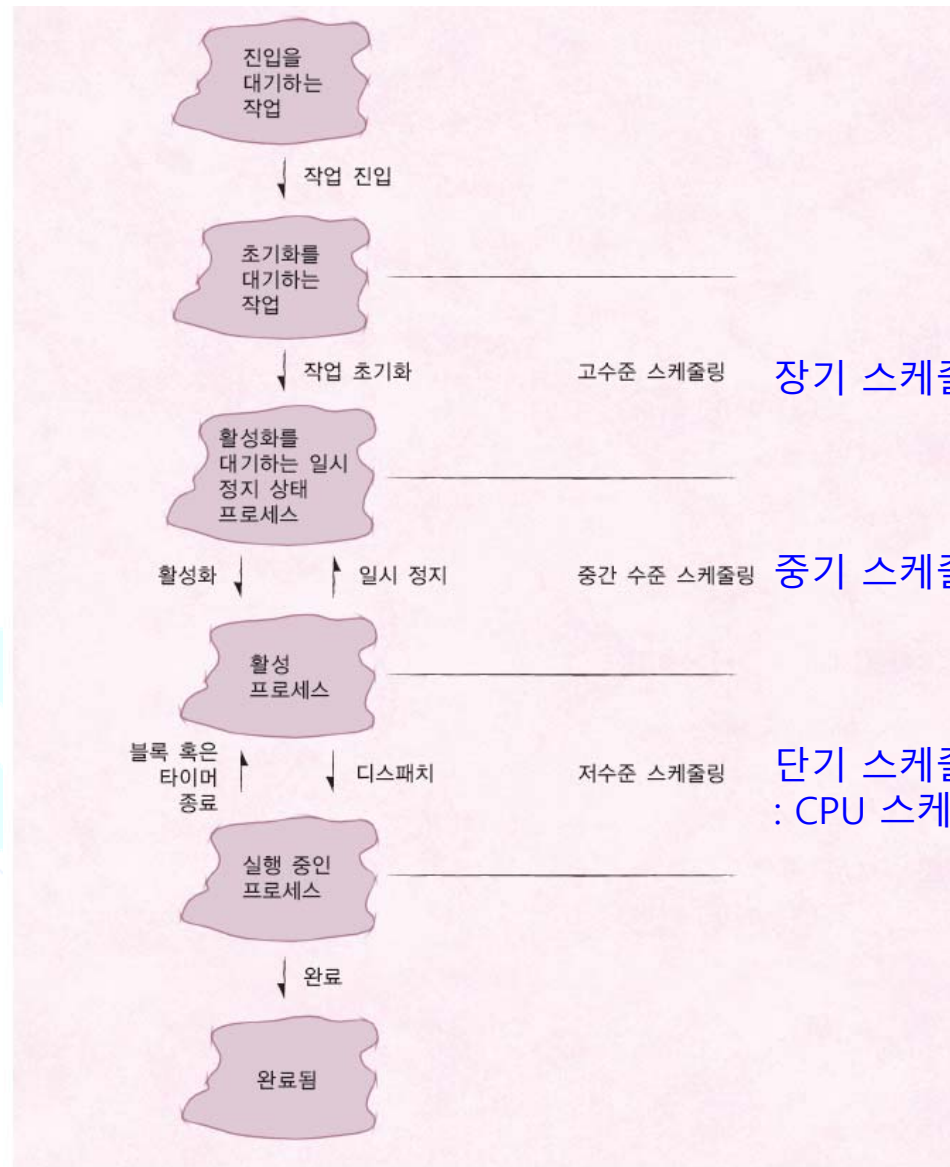 진입을
대기하는
작업
작업 진입
초기화를
대기하는
작업
작업 초기화
고수준 스케줄링
장기 스케줄
활성화를
대기하는 일시
정지 상태
프로세스
활성화
일시 정지
중간 수준 스케줄링
중기 스케줄
활성
프로세스
블록 혹은
타이머
종료
디스패치
저수준 스케줄링
단기 스케줄
: CPU 스케
실행 중인
프로세스
완료
완료됨